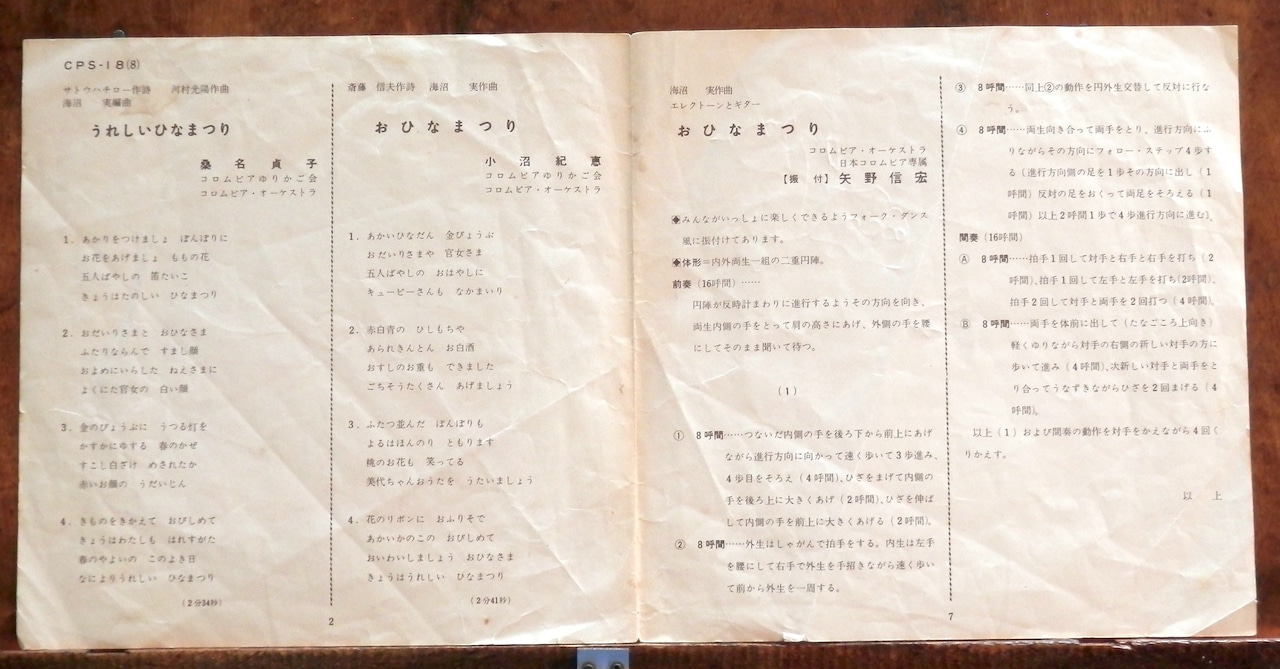 CPS-18(8)
サトウハチロー作詩　河村光陽作曲
海沼　実編曲
うれしいひなまつり
桑名貞子
コロムビアゆりかご会
コロムビア・オーケストラ
1. あかりをつけましょ　ぼんぼりに
お花をあげましょ　ももの花
五人ばやしの　笛たいこ
きょうはたのしい　ひなまつり
2. おだいりさまと　おひなさま
ふたりならんで　すまし顔
およめにいらした　ねえさまに
よくにた官女の　白い顔
3. 金のびょうぶに　うつる灯を
かすかにゆする　春のかぜ
すこし白ざけ　めされたか
赤いお顔の　うだいじん
4. きものをきかえて　おびしめて
きょうはわたしも　はれすがた
春のやよいの　このよき日
なによりうれしい　ひなまつり
(2分34秒)
斎藤　信夫作詩　海沼　実作曲
おひなまつり
小沼紀恵
コロムビアゆりかご会
コロムビア・オーケストラ
1. あかいひなだん　金びょうぶ
おだいりさまや　官女さま
五人ばやしの　おはやしに
キューピーさんも　なかまいり
2. 赤白青の　ひしもちや
あられきんとん　お白酒
おすしのお重も　できました
ごちそうたくさん　あげましょう
3. ふたつ並んだ　ぼんぼりも
よるはほんのり　ともります
桃のお花も　笑ってる
美代ちゃんおうたを　うたいましょう
4. 花のリボンに　おふりそで
あかいかのこの　おびしめて
おいわいしましょう　おひなさま
きょうはうれしい　ひなまつり
(2分41秒)
2
海沼　実作曲
エレクトーンとギター
おひなまつり
コロムビア・オーケストラ
日本コロムビア専属
【振付】矢野信宏
◆みんながいっしょに楽しくできるようフォーク・ダンス
風に振付けてあります。
◆体形＝内外両生一組の二重円陣。
前奏（16呼間）……
円陣が反時計まわりに進行するようその方向を向き、
両生内側の手をとって肩の高さにあげ、外側の手を腰
にしてそのまま聞いて待つ。
(1)
① 8呼間……つないだ内側の手を後ろ下から前上にあげ
ながら進行方向に向かって速く歩いて3歩進み、
4歩目をそろえ（4呼間）、ひざをまげて内側の
手を後ろ上に大きくあげ（2呼間）、ひざを伸ば
して内側の手を前上に大きくあげる（2呼間）。
② 8呼間……外生はしゃがんで拍手をする。内生は左手
を腰にして右手で外生を手招きながら速く歩い
て前から外生を一周する。
③ 8呼間……同上②の動作を円外生交替して反対に行な
う。
④ 8呼間……両生向き合って両手をとり、進行方向にふ
りながらその方向にフォロー・ステップ4歩す
る（進行方向側の足を1歩その方向に出し（1
呼間）反対の足をおくって両足をそろえる（1
呼間）以上2呼間1歩で4歩進行方向に進む）。
間奏（16呼間）
Ⓐ 8呼間……拍手1回して対手と右手と右手を打ち（2
呼間）、拍手1回して左手と左手を打ち(2呼間)、
拍手2回して対手と両手を2回打つ（4呼間）。
Ⓑ 8呼間……両手を体前に出して（たなごころ上向き）
軽くゆりながら対手の右側の新しい対手の方に
歩いて進み（4呼間）、次新しい対手と両手をと
り合ってうなずきながらひざを2回まげる（4
呼間）。
以上（1）および間奏の動作を対手をかえながら4回く
りかえす。
以上
7